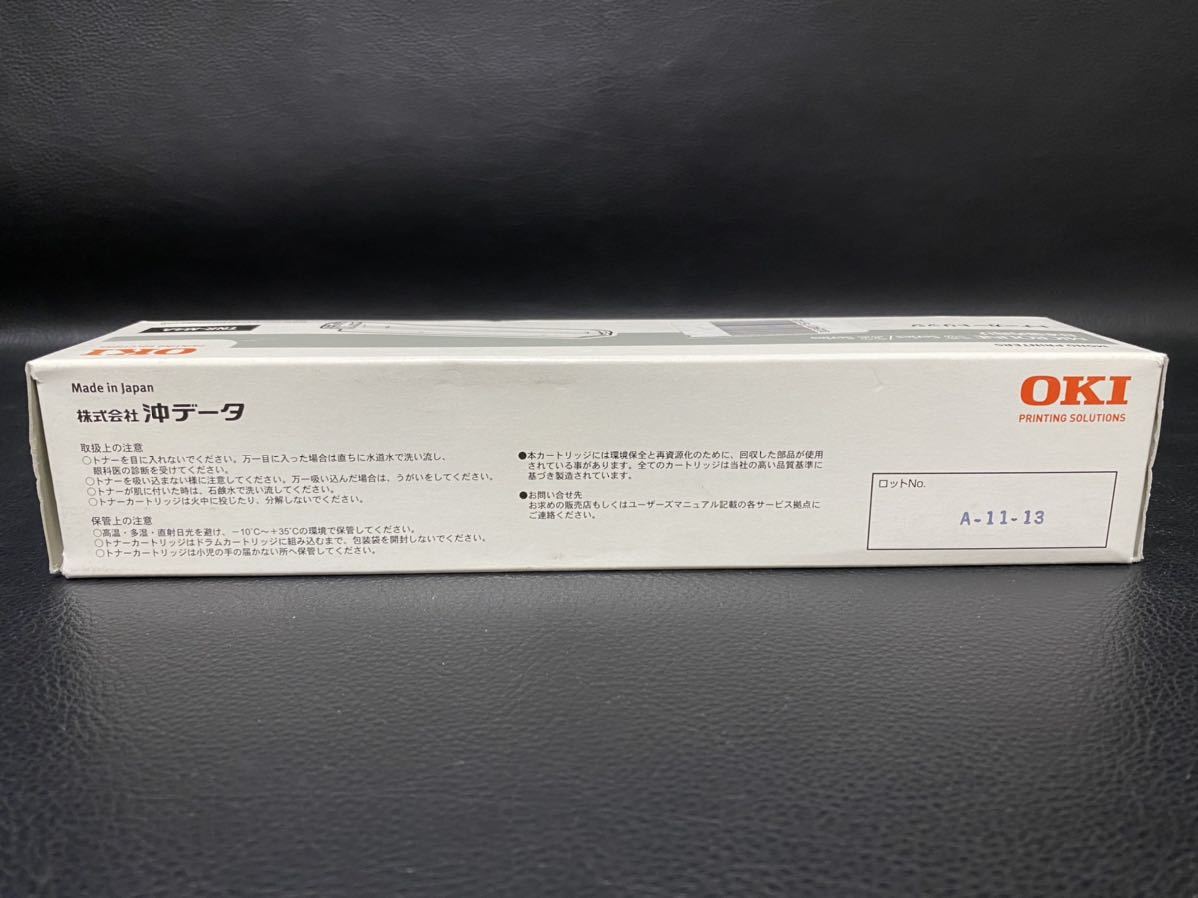 TNR-M4A
OKI
トナーカートリッジ
MONO PRINTERS
Made in Japan
株式会社 沖データ
OKI
PRINTING SOLUTIONS
取扱上の注意
○トナーを目に入れないでください。万一目に入った場合は直ちに水道水で洗い流し、
眼科医の診断を受けてください。
○トナーを吸い込まない様に注意してください。万一吸い込んだ場合は、うがいをしてください。
○トナーが肌に付いた時は、石鹸水で洗い流してください。
○トナーカートリッジは火中に投じたり、分解しないでください。
保管上の注意
○高温・多湿・直射日光を避け、−10℃〜+35℃の環境で保管してください。
○トナーカートリッジはドラムカートリッジに組み込むまで、包装袋を開封しないでください。
○トナーカートリッジは小児の手の届かない所へ保管してください。
●本カートリッジには環境保全と再資源化のために、回収した部品が使用
されている事があります。全てのカートリッジは当社の高い品質基準に
基づき製造されています。
●お問い合せ先
お求めの販売店もしくはユーザーズマニュアル記載の各サービス拠点に
ご連絡ください。
ロットNo.
A-11-13